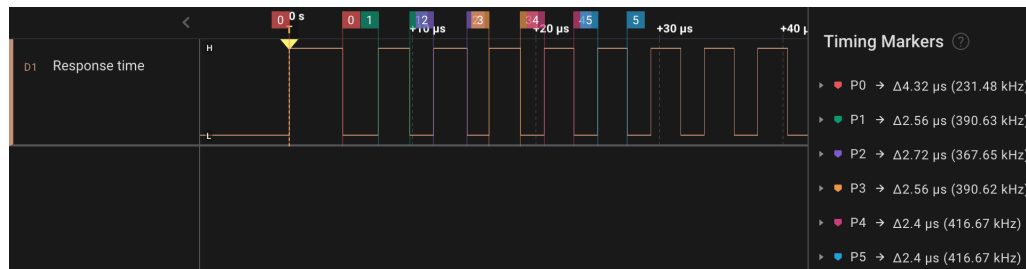 0 0 s 0 1 12 23 34 45 5
+10 µs +20 µs +30 µs +40 µ
Timing Markers ?
D1 Response time
H
L
P0 → Δ4.32 µs (231.48 kHz)
P1 → Δ2.56 µs (390.63 kHz)
P2 → Δ2.72 µs (367.65 kHz)
P3 → Δ2.56 µs (390.62 kHz)
P4 → Δ2.4 µs (416.67 kHz)
P5 → Δ2.4 µs (416.67 kHz)